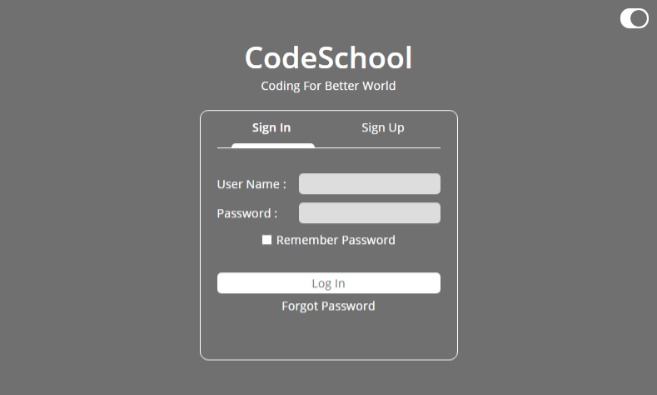 CodeSchool
Coding For Better World
Sign In Sign Up
User Name :
Password :
Remember Password
Log In
Forgot Password